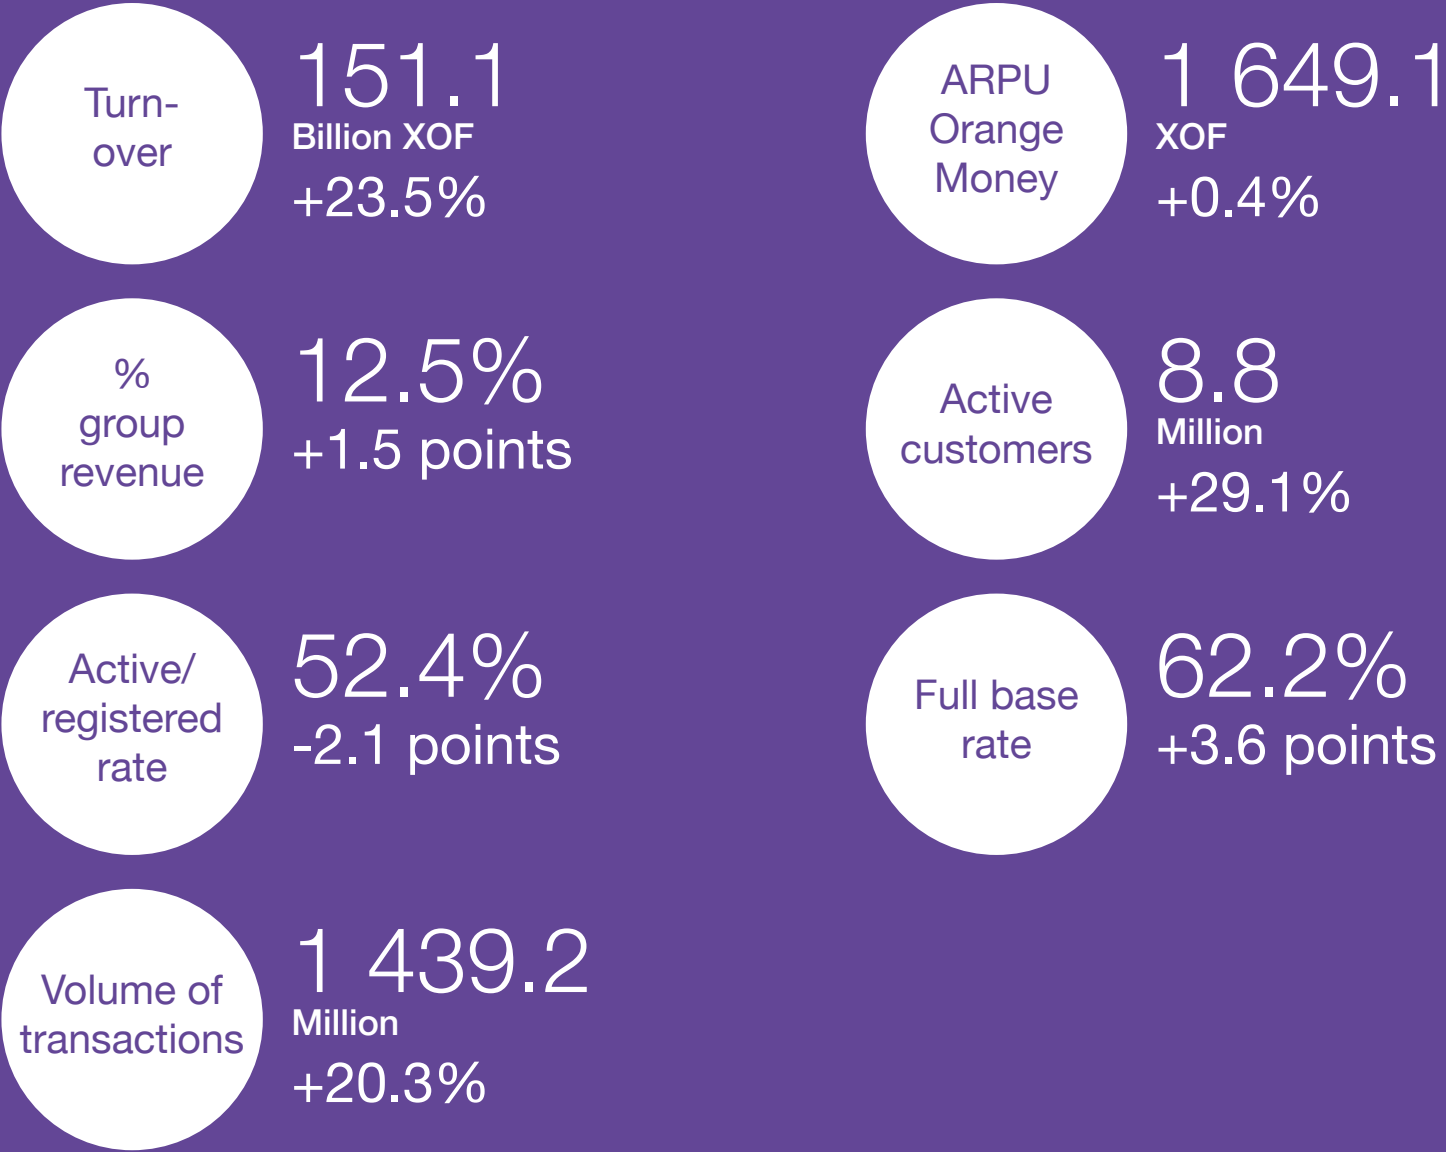 Turn-
over
151.1
Billion XOF
+23.5%
ARPU
Orange
Money
1 649.1
XOF
+0.4%
%
group
revenue
12.5%
+1.5 points
Active
customers
8.8
Million
+29.1%
Active/
registered
rate
52.4%
-2.1 points
Full base
rate
62.2%
+3.6 points
Volume of
transactions
1 439.2
Million
+20.3%